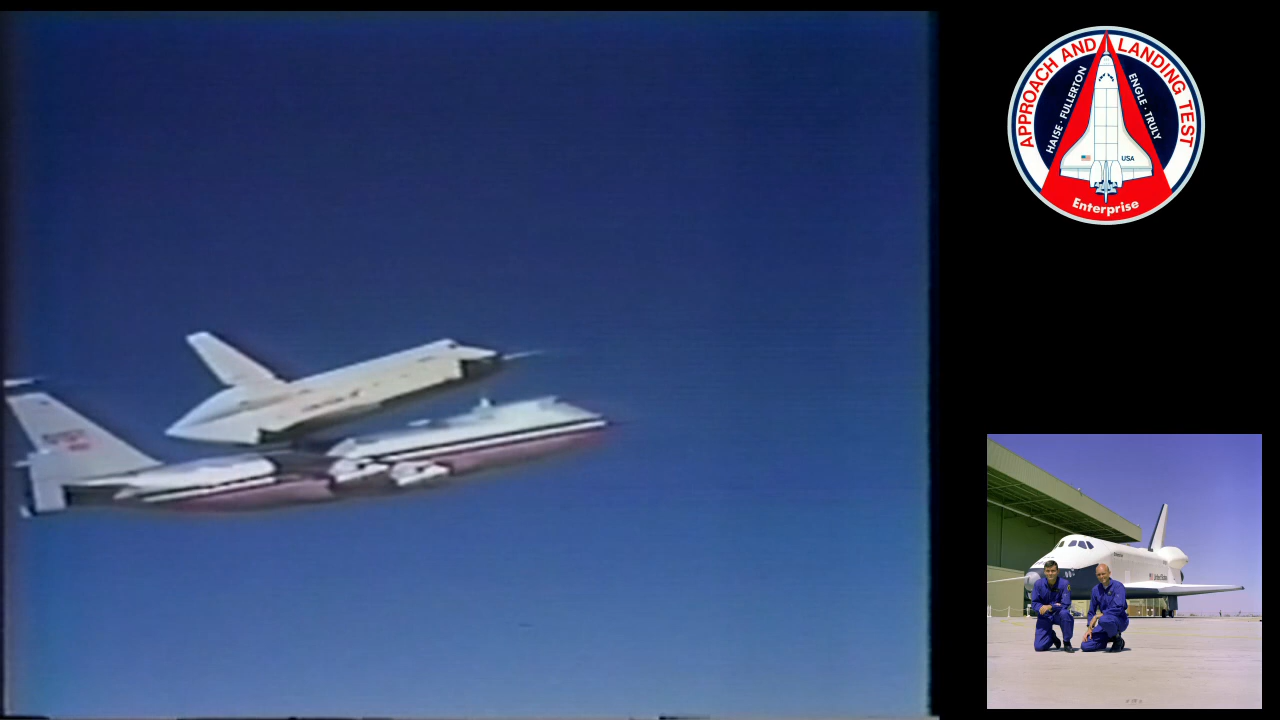 APPROACH AND LANDING TEST
HAISE · FULLERTON
ENGLE · TRULY
USA
Enterprise